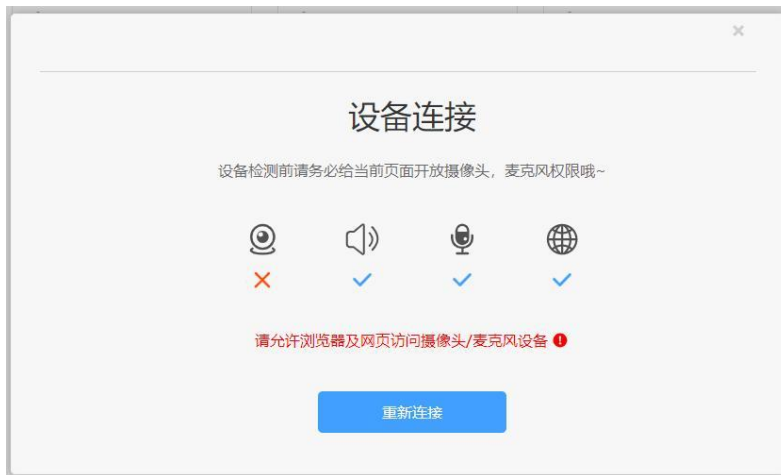 设备连接
设备检测前请务必给当前页面开放摄像头，麦克风权限哦~
请允许浏览器及网页访问摄像头/麦克风设备
重新连接